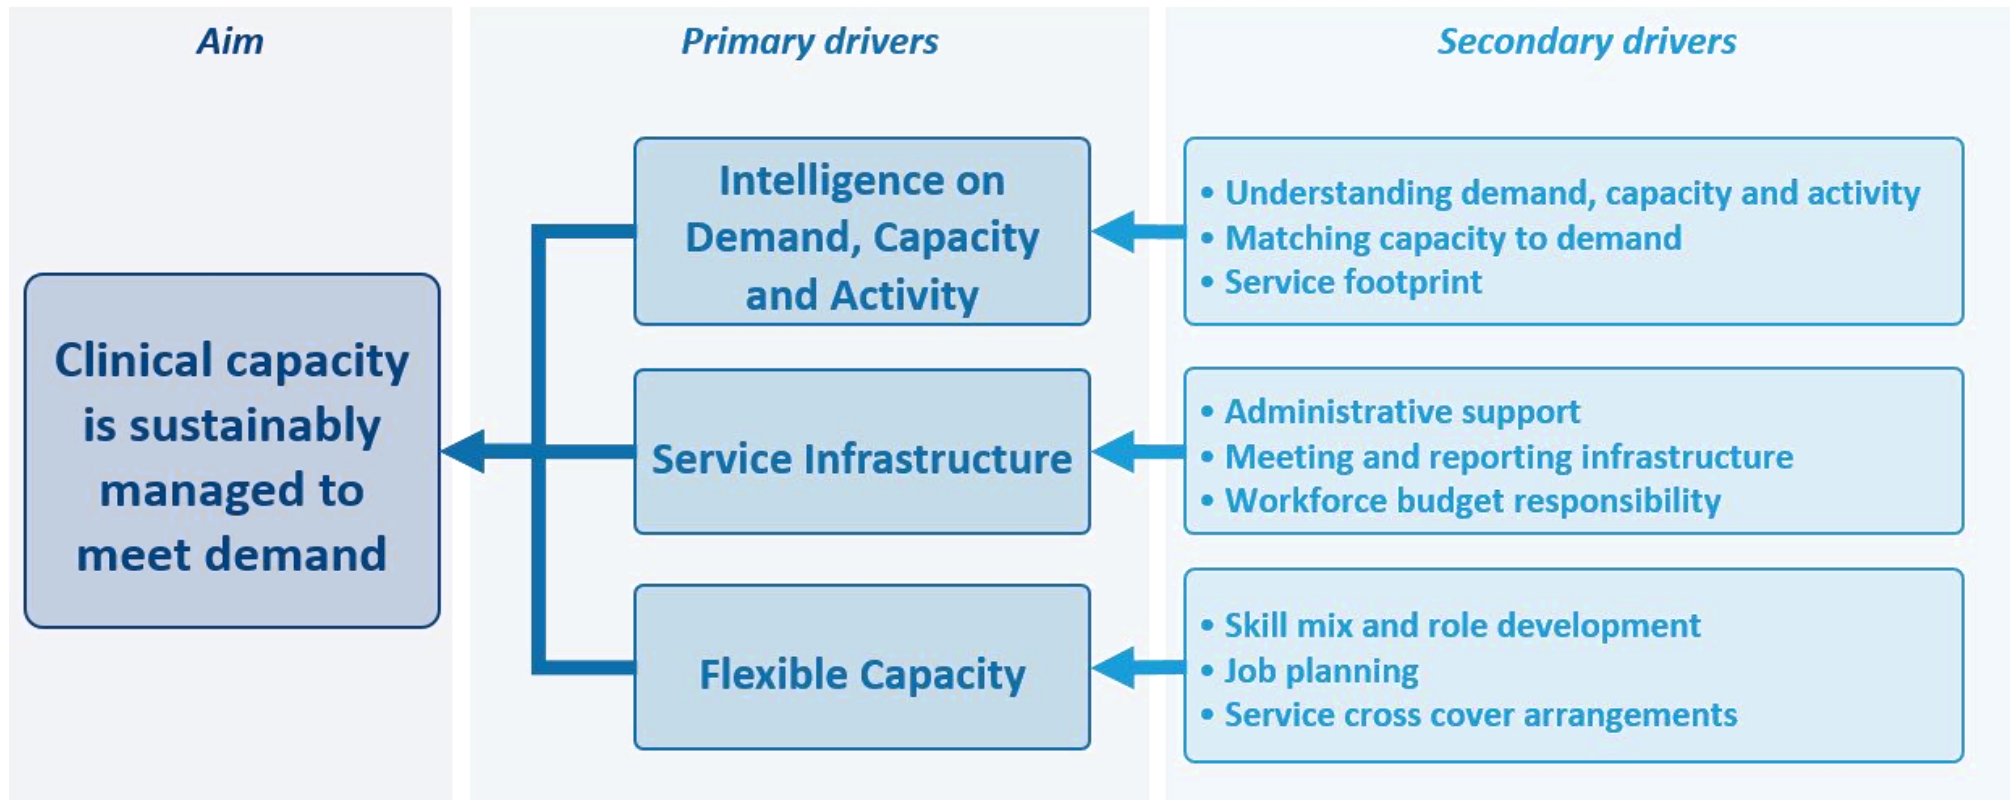 Aim
Primary drivers
Secondary drivers
Clinical capacity
is sustainably
managed to
meet demand
Intelligence on
Demand, Capacity
and Activity
• Understanding demand, capacity and activity
• Matching capacity to demand
• Service footprint
Service Infrastructure
• Administrative support
• Meeting and reporting infrastructure
• Workforce budget responsibility
Flexible Capacity
• Skill mix and role development
• Job planning
• Service cross cover arrangements